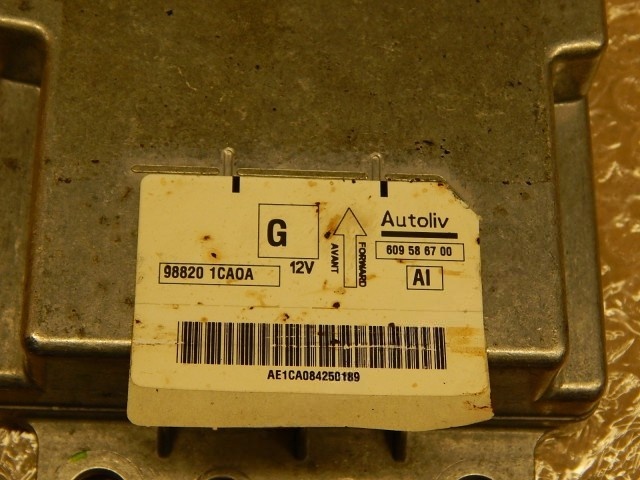 G
12V
AVANT
FORWARD
Autoliv
609 58 67 00
98820 1CA0A
AI
AE1CA084250189